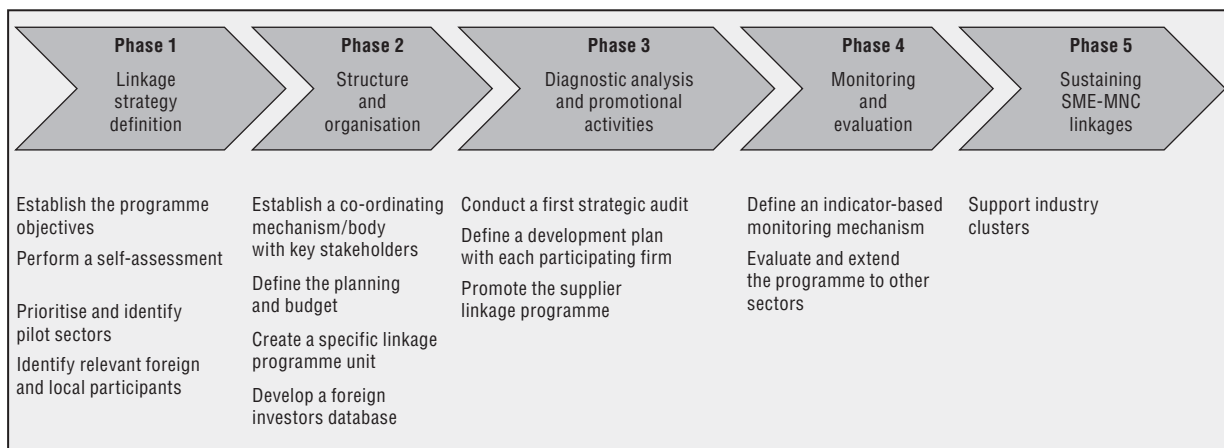 Phase 1
Linkage
strategy
definition
Phase 2
Structure
and
organisation
Phase 3
Diagnostic analysis
and promotional
activities
Phase 4
Monitoring
and
evaluation
Phase 5
Sustaining
SME-MNC
linkages
Establish the programme
objectives
Perform a self-assessment
Prioritise and identify
pilot sectors
Identify relevant foreign
and local participants
Establish a co-ordinating
mechanism/body
with key stakeholders
Define the planning
and budget
Create a specific linkage
programme unit
Develop a foreign
investors database
Conduct a first strategic audit
Define a development plan
with each participating firm
Promote the supplier
linkage programme
Define an indicator-based
monitoring mechanism
Evaluate and extend
the programme to other
sectors
Support industry
clusters